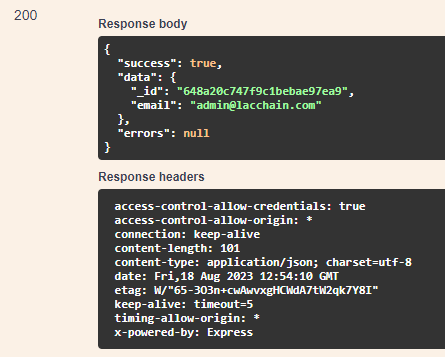 200
Response body
{
  "success": true,
  "data": {
    "_id": "648a20c747f9c1bebae97ea9",
    "email": "admin@lacchain.com"
  },
  "errors": null
}
Response headers
access-control-allow-credentials: true
access-control-allow-origin: *
connection: keep-alive
content-length: 101
content-type: application/json; charset=utf-8
date: Fri,18 Aug 2023 12:54:10 GMT
etag: W/"65-3O3n+cwAwvxgHCWdA7tW2qk7Y8I"
keep-alive: timeout=5
timing-allow-origin: *
x-powered-by: Express